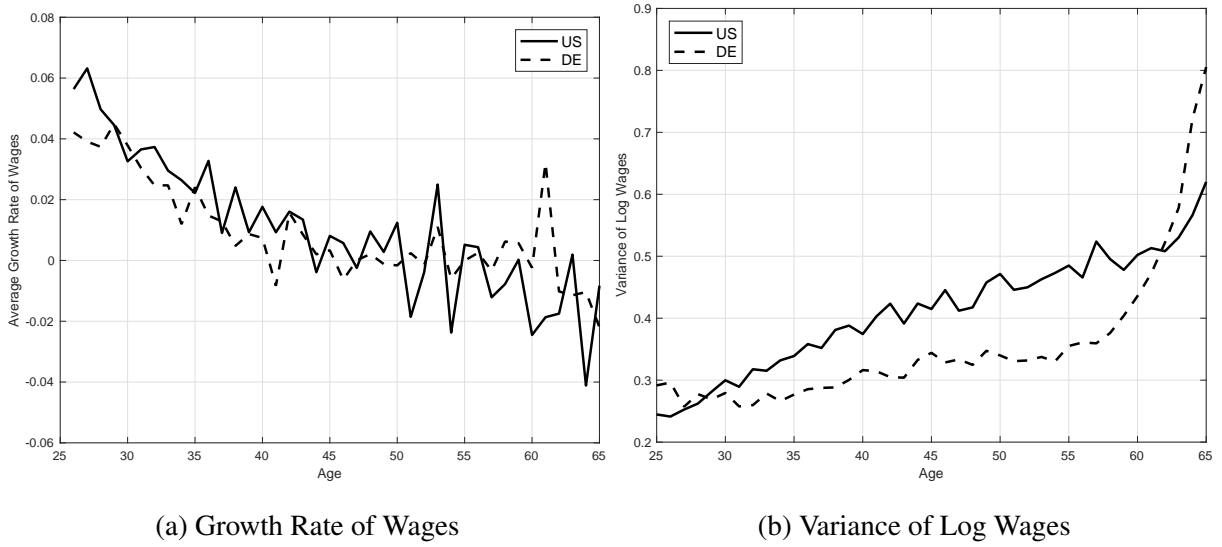 0.08
0.06
0.04
0.02
0
-0.02
-0.04
-0.06
25 30 35 40 45 50 55 60 65
Age
Average Growth Rate of Wages
US
DE
(a) Growth Rate of Wages
0.9
0.8
0.7
0.6
0.5
0.4
0.3
0.2
25 30 35 40 45 50 55 60 65
Age
Variance of Log Wages
US
DE
(b) Variance of Log Wages